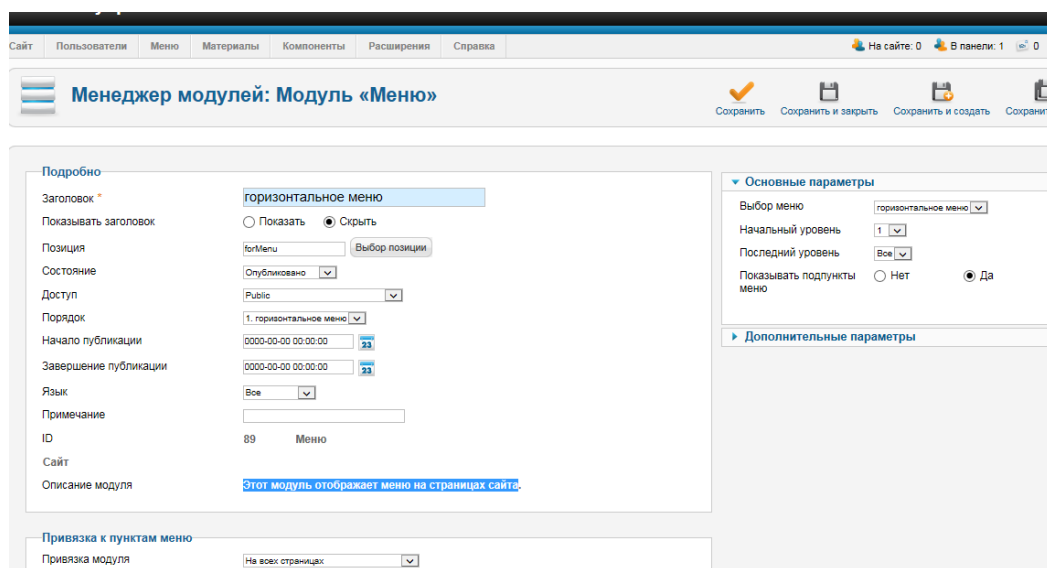 Сайт Пользователи Меню Материалы Компоненты Расширения Справка На сайте: 0 В панели: 1 0
Менеджер модулей: Модуль «Меню»
Сохранить Сохранить и закрыть Сохранить и создать
Подробно
Заголовок * горизонтальное меню
Показывать заголовок Показать Скрыть
Позиция forMenu Выбор позиции
Состояние Опубликовано
Доступ Public
Порядок 1. горизонтальное меню
Начало публикации 0000-00-00 00:00:00 23
Завершение публикации 0000-00-00 00:00:00 23
Язык Все
Примечание
ID 89 Меню
Сайт
Описание модуля Этот модуль отображает меню на страницах сайта.
Привязка к пунктам меню
Привязка модуля На всех страницах
Основные параметры
Выбор меню горизонтальное меню
Начальный уровень 1
Последний уровень Все
Показывать подпункты меню Нет Да
Дополнительные параметры